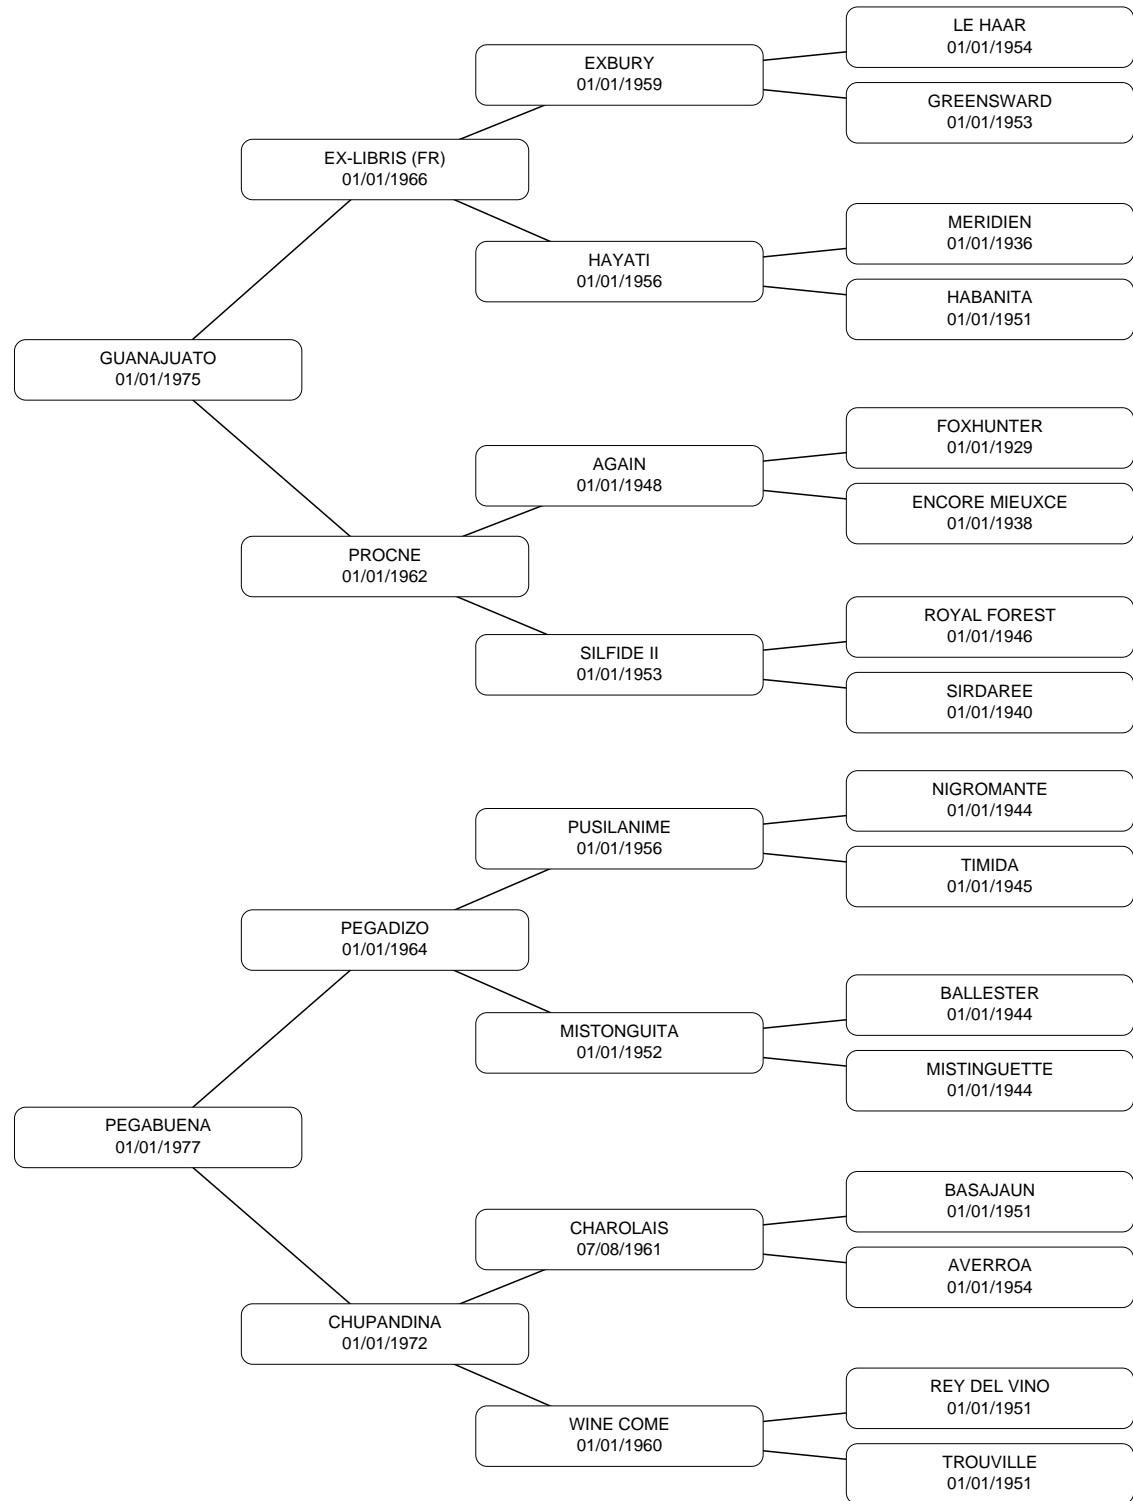 LE HAAR
01/01/1954
EXBURY
01/01/1959
GREENSWARD
01/01/1953
EX-LIBRIS (FR)
01/01/1966
MERIDIEN
01/01/1936
HAYATI
01/01/1956
HABANITA
01/01/1951
GUANAJUATO
01/01/1975
FOXHUNTER
01/01/1929
AGAIN
01/01/1948
ENCORE MIEUXCE
01/01/1938
PROCNE
01/01/1962
ROYAL FOREST
01/01/1946
SILFIDE II
01/01/1953
SIRDAREE
01/01/1940
NIGROMANTE
01/01/1944
PUSILANIME
01/01/1956
TIMIDA
01/01/1945
PEGADIZO
01/01/1964
BALLESTER
01/01/1944
MISTONGUITA
01/01/1952
MISTINGUETTE
01/01/1944
PEGABUENA
01/01/1977
BASAJAUN
01/01/1951
CHAROLAIS
07/08/1961
AVERROA
01/01/1954
CHUPANDINA
01/01/1972
REY DEL VINO
01/01/1951
WINE COME
01/01/1960
TROUVILLE
01/01/1951